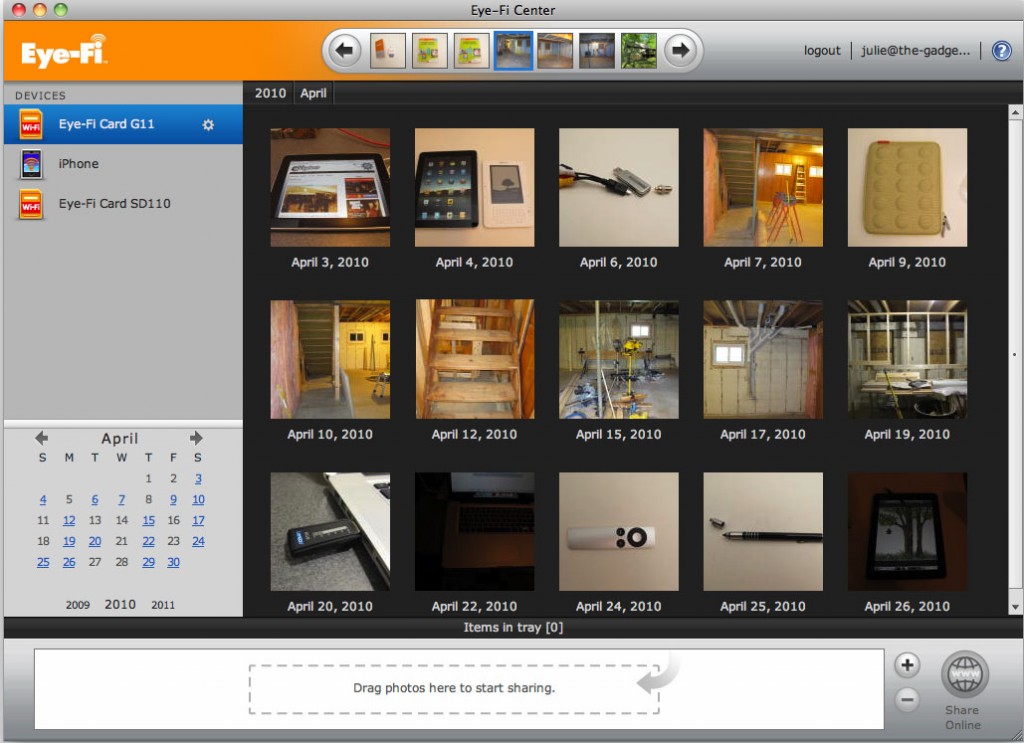 Eye-Fi Center
Eye-Fi
logout
julie@the-gadge...
?
DEVICES
Wi-Fi
Eye-Fi Card G11
iPhone
Wi-Fi
Eye-Fi Card SD110
2010 April
April 3, 2010
April 4, 2010
April 6, 2010
April 7, 2010
April 9, 2010
April 10, 2010
April 12, 2010
April 15, 2010
April 17, 2010
April 19, 2010
April 20, 2010
April 22, 2010
April 24, 2010
April 25, 2010
April 26, 2010
April
S M T W T F S
1 2 3
4 5 6 7 8 9 10
11 12 13 14 15 16 17
18 19 20 21 22 23 24
25 26 27 28 29 30
2009 2010 2011
Items in tray [0]
Drag photos here to start sharing.
www
Share
Online